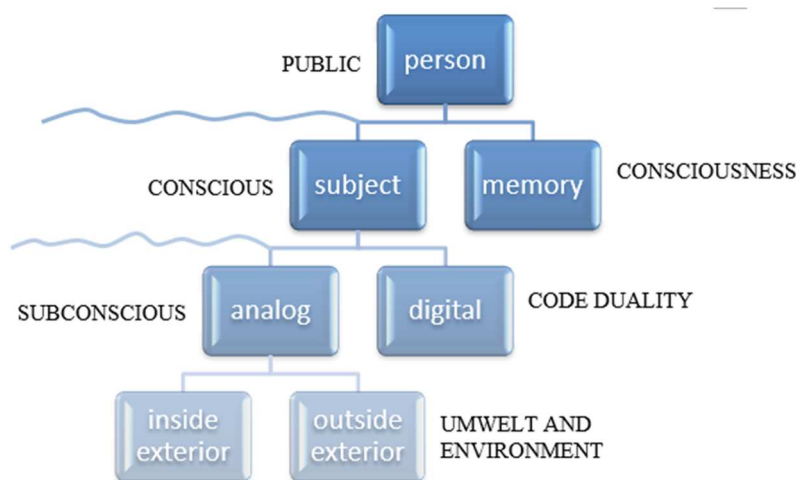 PUBLIC
person
CONSCIOUS
subject
memory
CONSCIOUSNESS
SUBCONSCIOUS
analog
digital
CODE DUALITY
inside
exterior
outside
exterior
UMWELT AND
ENVIRONMENT